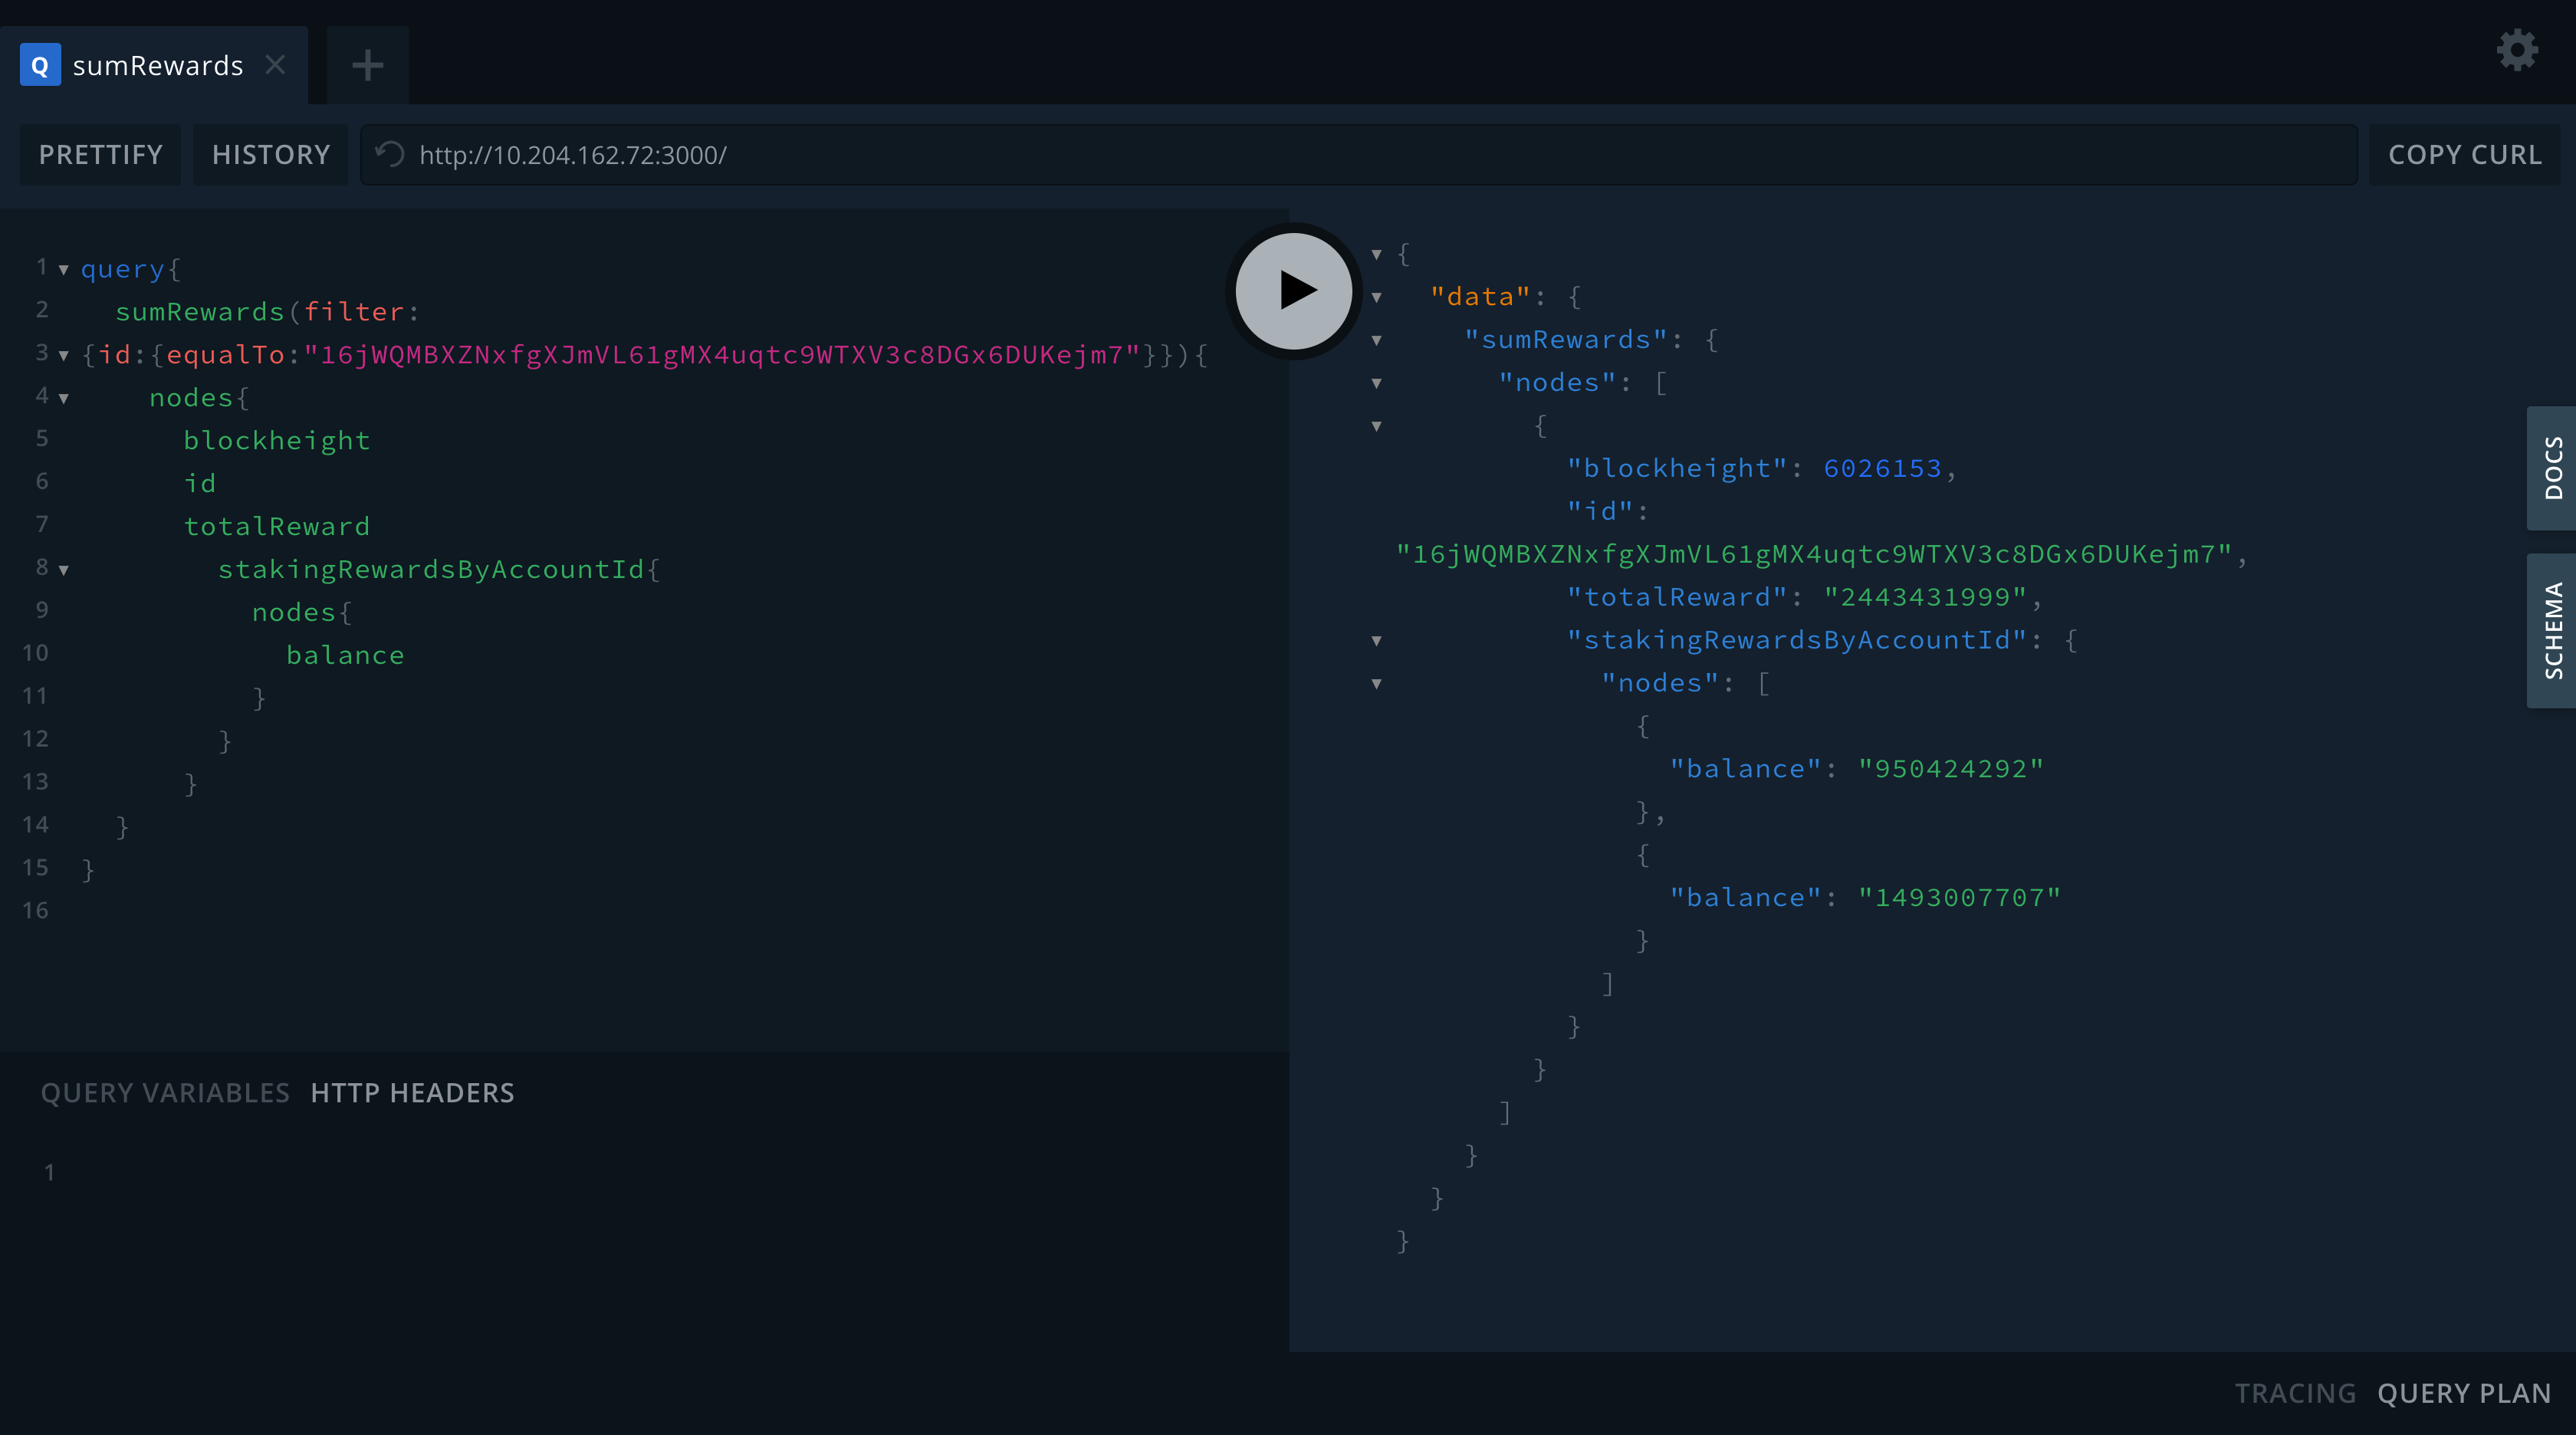 Q sumRewards
PRETTIFY HISTORY http://10.204.162.72:3000/ COPY CURL
1 query{
2 sumRewards(filter:
3 {id:{equalTo:"16jWQMBXZNxfgXJmVL61gMX4uqtc9WTXV3c8DGx6DUKejm7"}}){
4 nodes{
5 blockheight
6 id
7 totalReward
8 stakingRewardsByAccountId{
9 nodes{
10 balance
11 }
12 }
13 }
14 }
15 }
16
QUERY VARIABLES HTTP HEADERS
1
{
"data": {
"sumRewards": {
"nodes": [
{
"blockheight": 6026153,
"id":
"16jWQMBXZNxfgXJmVL61gMX4uqtc9WTXV3c8DGx6DUKejm7",
"totalReward": "2443431999",
"stakingRewardsByAccountId": {
"nodes": [
{
"balance": "950424292"
},
{
"balance": "1493007707"
}
]
}
}
]
}
}
}
DOCS
SCHEMA
TRACING QUERY PLAN